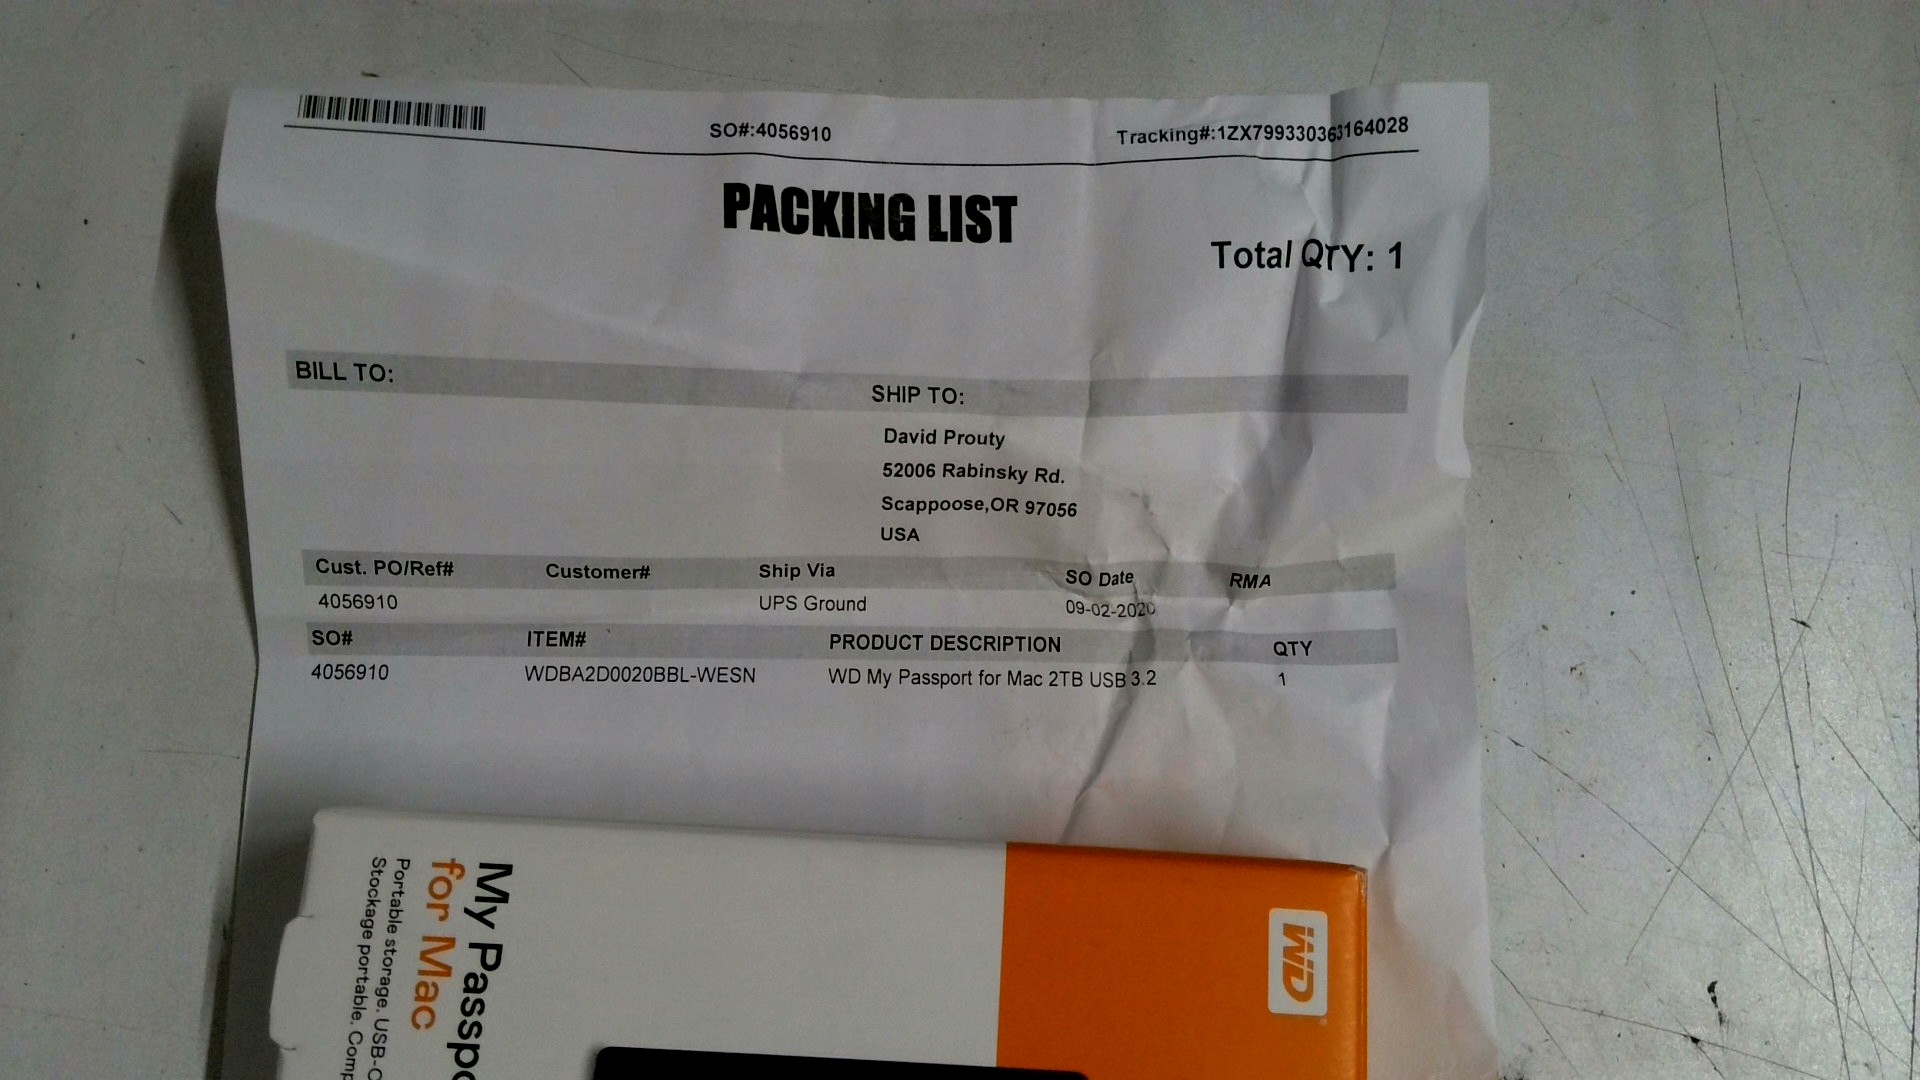 SO#:4056910 Tracking#:1ZX799330363164028
PACKING LIST
Total QTY: 1
BILL TO: SHIP TO:
David Prouty
52006 Rabinsky Rd.
Scappoose,OR 97056
USA
Cust. PO/Ref# Customer# Ship Via SO Date RMA
4056910 UPS Ground 09-02-2020
SO# ITEM# PRODUCT DESCRIPTION QTY
4056910 WDBA2D0020BBL-WESN WD My Passport for Mac 2TB USB 3.2 1
My Passpo
for Mac
Portable storage. USB-C
Stockage portable. Comp
WD